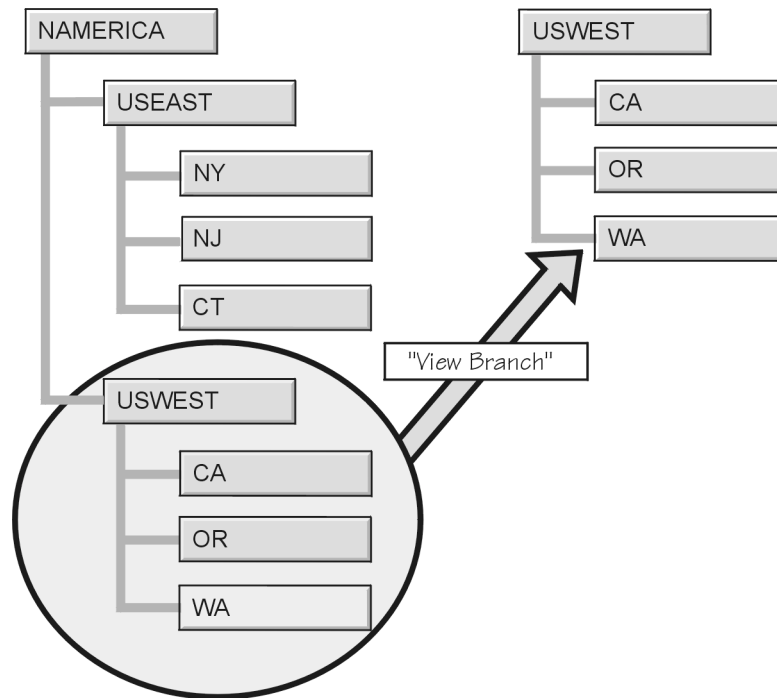 NAMERICA
USEAST
NY
NJ
CT
USWEST
CA
OR
WA
"View Branch"
USWEST
CA
OR
WA